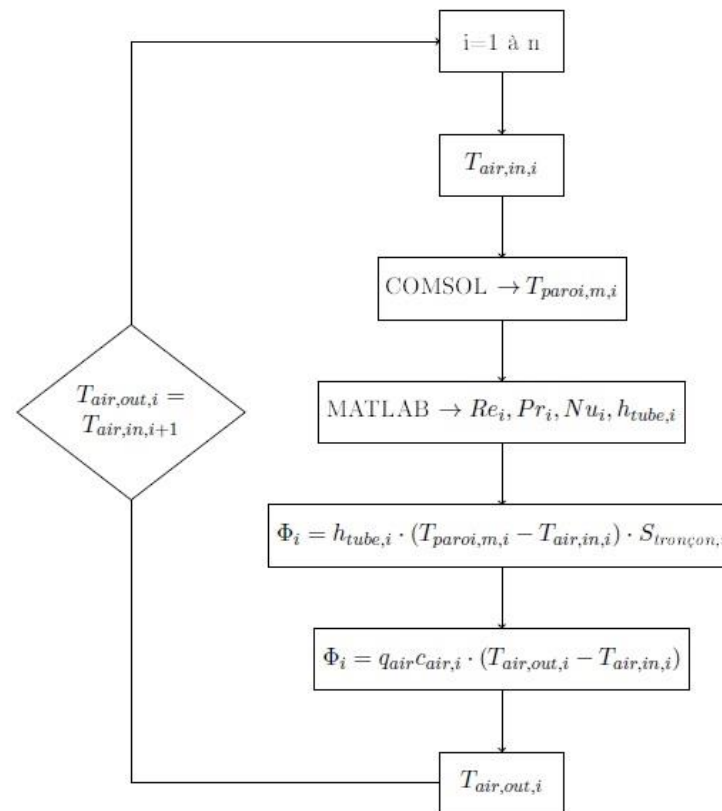 i=1 à n
T_{air,in,i}
COMSOL → T_{paroi,m,i}
MATLAB → Re_i, Pr_i, Nu_i, h_{tube,i}
Φ_i = h_{tube,i} · (T_{paroi,m,i} − T_{air,in,i}) · S_{tronçon,
Φ_i = q_{air}c_{air,i} · (T_{air,out,i} − T_{air,in,i})
T_{air,out,i}
T_{air,out,i} =
T_{air,in,i+1}